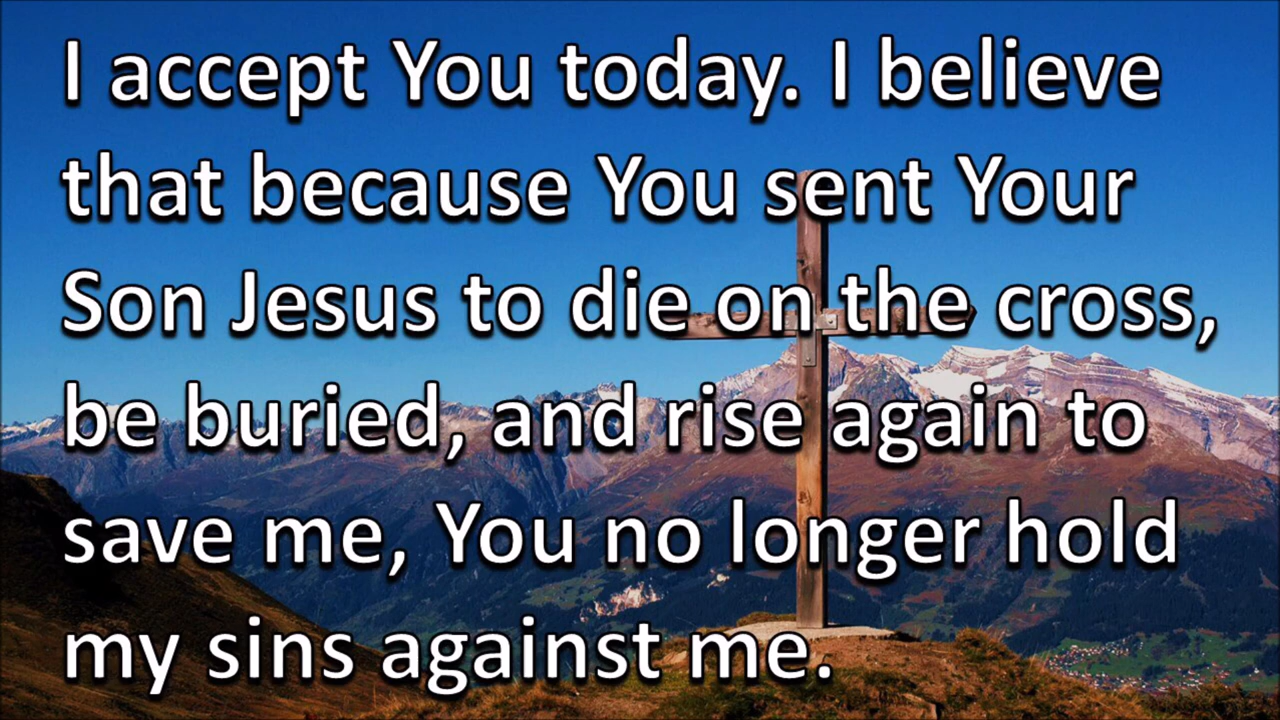 I accept You today. I believe
that because You sent Your
Son Jesus to die on the cross,
be buried, and rise again to
save me, You no longer hold
my sins against me.